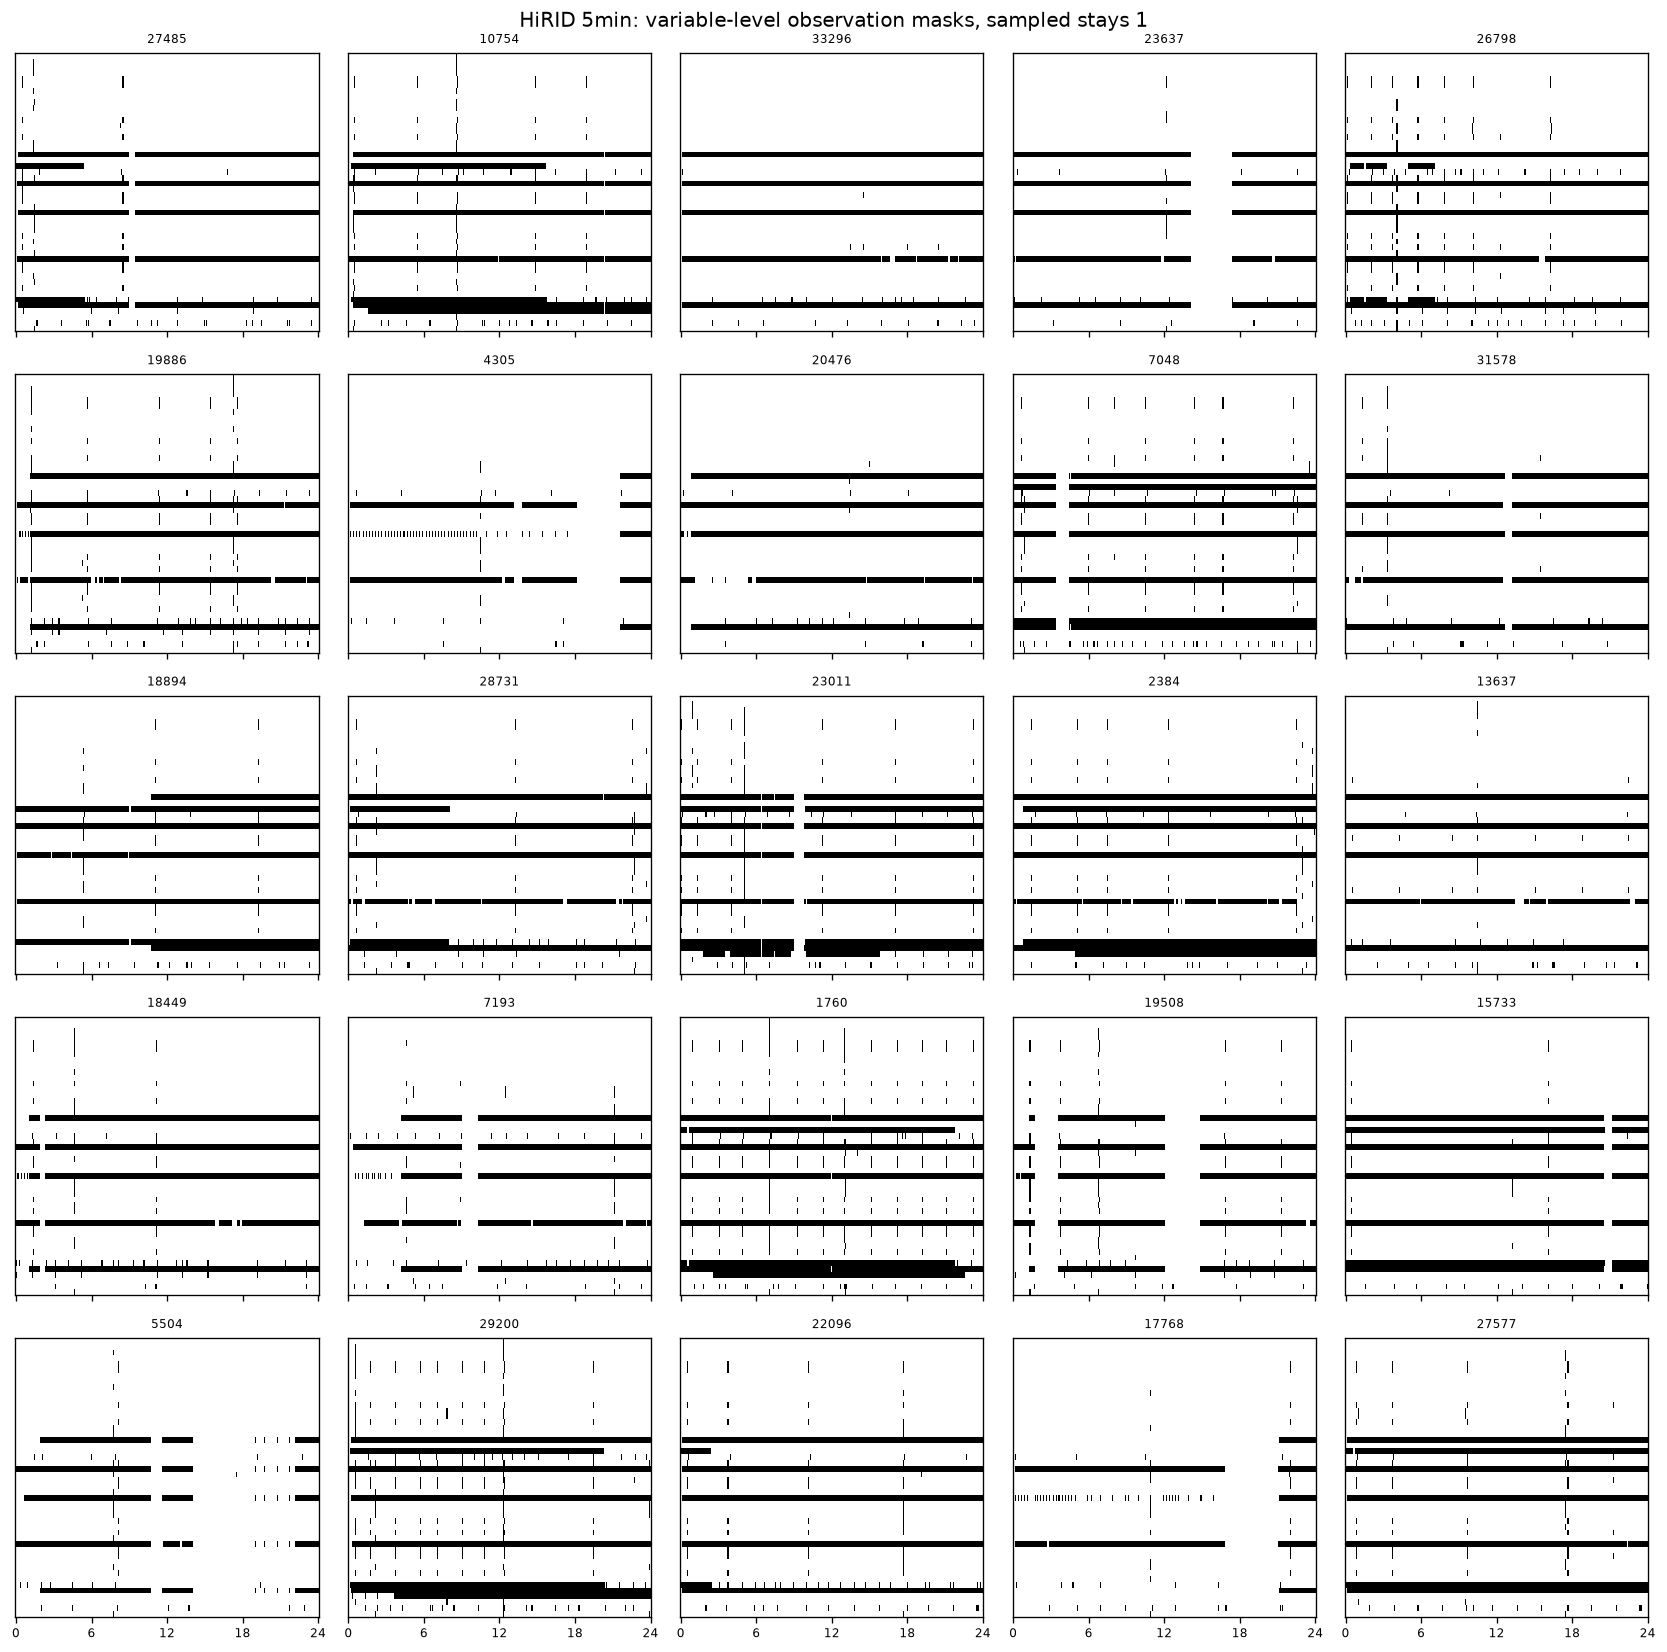 HiRID 5min: variable-level observation masks, sampled stays 1
27485 10754 33296 23637 26798
19886 4305 20476 7048 31578
18894 28731 23011 2384 13637
18449 7193 1760 19508 15733
5504 29200 22096 17768 27577
0 6 12 18 24 0 6 12 18 24 0 6 12 18 24 0 6 12 18 24 0 6 12 18 24